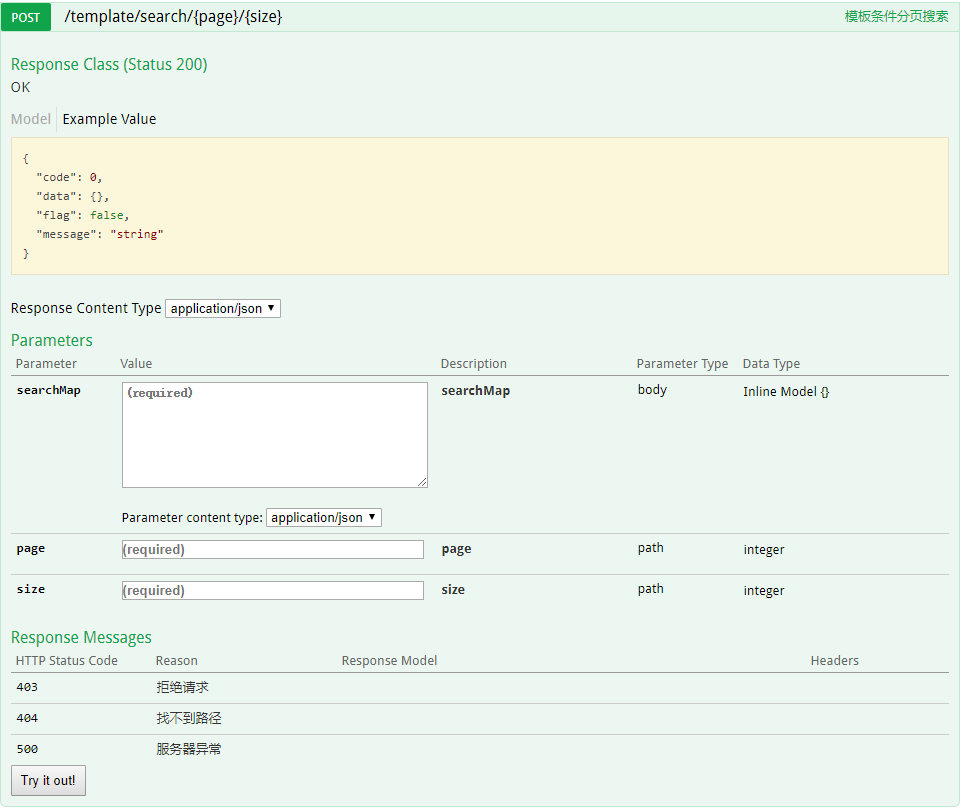 POST /template/search/{page}/{size} 模板条件分页搜索
Response Class (Status 200)
OK
Model Example Value
{
"code": 0,
"data": {},
"flag": false,
"message": "string"
}
Response Content Type application/json
Parameters
Parameter Value Description Parameter Type Data Type
searchMap (required) searchMap body Inline Model {}
Parameter content type: application/json
page (required) page path integer
size (required) size path integer
Response Messages
HTTP Status Code Reason Response Model Headers
403 拒绝请求
404 找不到路径
500 服务器异常
Try it out!